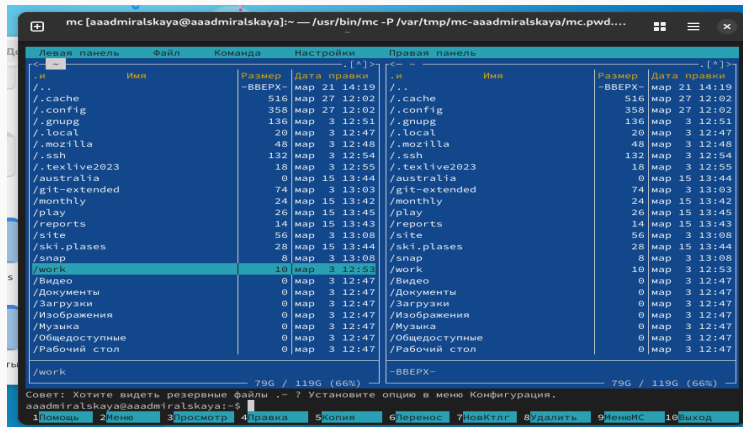 mc [aaadmiralskaya@aaadmiralskaya]:~ — /usr/bin/mc -P /var/tmp/mc-aaadmiralskaya/mc.pwd....
~
Левая панель Файл Команда Настройки Правая панель
<— ~ .[^]> <— ~ .[^]>
.и Имя Размер Дата правки .и Имя Размер Дата правки
/.. -ВВЕРХ- мар 21 14:19 /.. -ВВЕРХ- мар 21 14:19
/.cache 516 мар 27 12:02 /.cache 516 мар 27 12:02
/.config 358 мар 27 12:02 /.config 358 мар 27 12:02
/.gnupg 136 мар 3 12:51 /.gnupg 136 мар 3 12:51
/.local 20 мар 3 12:47 /.local 20 мар 3 12:47
/.mozilla 48 мар 3 12:48 /.mozilla 48 мар 3 12:48
/.ssh 132 мар 3 12:54 /.ssh 132 мар 3 12:54
/.texlive2023 18 мар 3 12:55 /.texlive2023 18 мар 3 12:55
/australia 0 мар 15 13:44 /australia 0 мар 15 13:44
/git-extended 74 мар 3 13:03 /git-extended 74 мар 3 13:03
/monthly 24 мар 15 13:42 /monthly 24 мар 15 13:42
/play 26 мар 15 13:45 /play 26 мар 15 13:45
/reports 14 мар 15 13:43 /reports 14 мар 15 13:43
/site 56 мар 3 13:08 /site 56 мар 3 13:08
/ski.plases 28 мар 15 13:44 /ski.plases 28 мар 15 13:44
/snap 8 мар 3 13:08 /snap 8 мар 3 13:08
/work 10 мар 3 12:53 /work 10 мар 3 12:53
/Видео 0 мар 3 12:47 /Видео 0 мар 3 12:47
/Документы 0 мар 3 12:47 /Документы 0 мар 3 12:47
/Загрузки 0 мар 3 12:47 /Загрузки 0 мар 3 12:47
/Изображения 0 мар 3 12:47 /Изображения 0 мар 3 12:47
/Музыка 0 мар 3 12:47 /Музыка 0 мар 3 12:47
/Общедоступные 0 мар 3 12:47 /Общедоступные 0 мар 3 12:47
/Рабочий стол 0 мар 3 12:47 /Рабочий стол 0 мар 3 12:47
/work -ВВЕРХ-
79G / 119G (66%) 79G / 119G (66%)
Совет: Хотите видеть резервные файлы .~ ? Установите опцию в меню Конфигурация.
aaadmiralskaya@aaadmiralskaya:~$
1Помощь 2Меню 3Просмотр 4Правка 5Копия 6Перенос 7НовКтлг 8Удалить 9МенюМС 10Выход